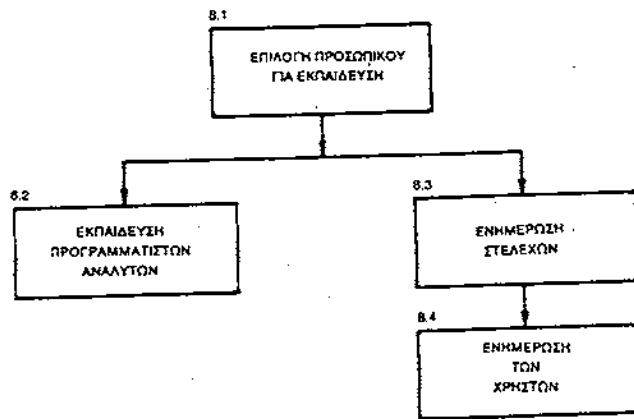 8.1
ΕΠΙΛΟΓΗ ΠΡΟΣΩΠΙΚΟΥ
ΓΙΑ ΕΚΠΑΙΔΕΥΣΗ
8.2
ΕΚΠΑΙΔΕΥΣΗ
ΠΡΟΓΡΑΜΜΑΤΙΣΤΩΝ
ΑΝΑΛΥΤΩΝ
8.3
ΕΝΗΜΕΡΩΣΗ
ΣΤΕΛΕΧΩΝ
8.4
ΕΝΗΜΕΡΩΣΗ
ΤΩΝ
ΧΡΗΣΤΩΝ